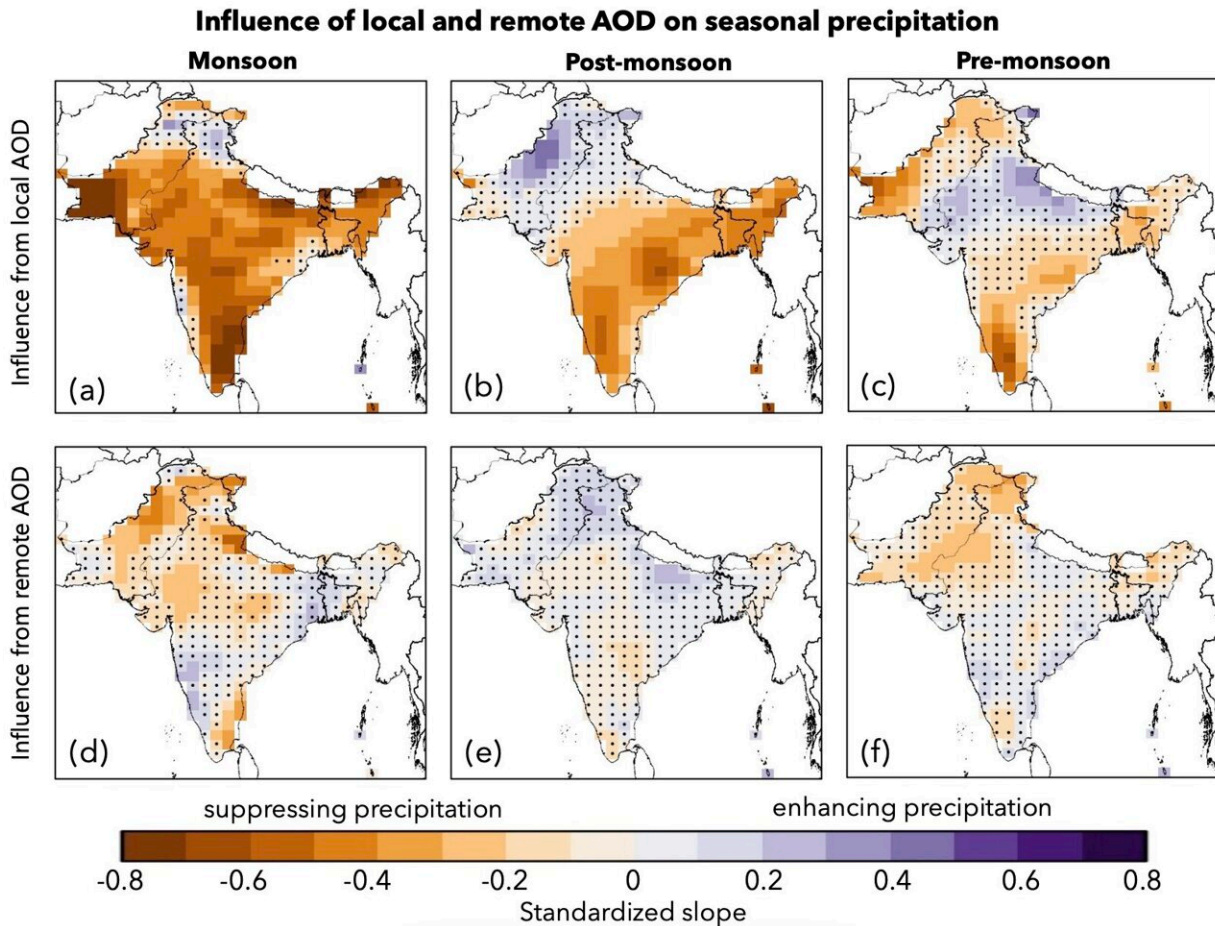 Influence of local and remote AOD on seasonal precipitation
Monsoon
Post-monsoon
Pre-monsoon
Influence from local AOD
(a)
(b)
(c)
Influence from remote AOD
(d)
(e)
(f)
suppressing precipitation
enhancing precipitation
-0.8 -0.6 -0.4 -0.2 0 0.2 0.4 0.6 0.8
Standardized slope